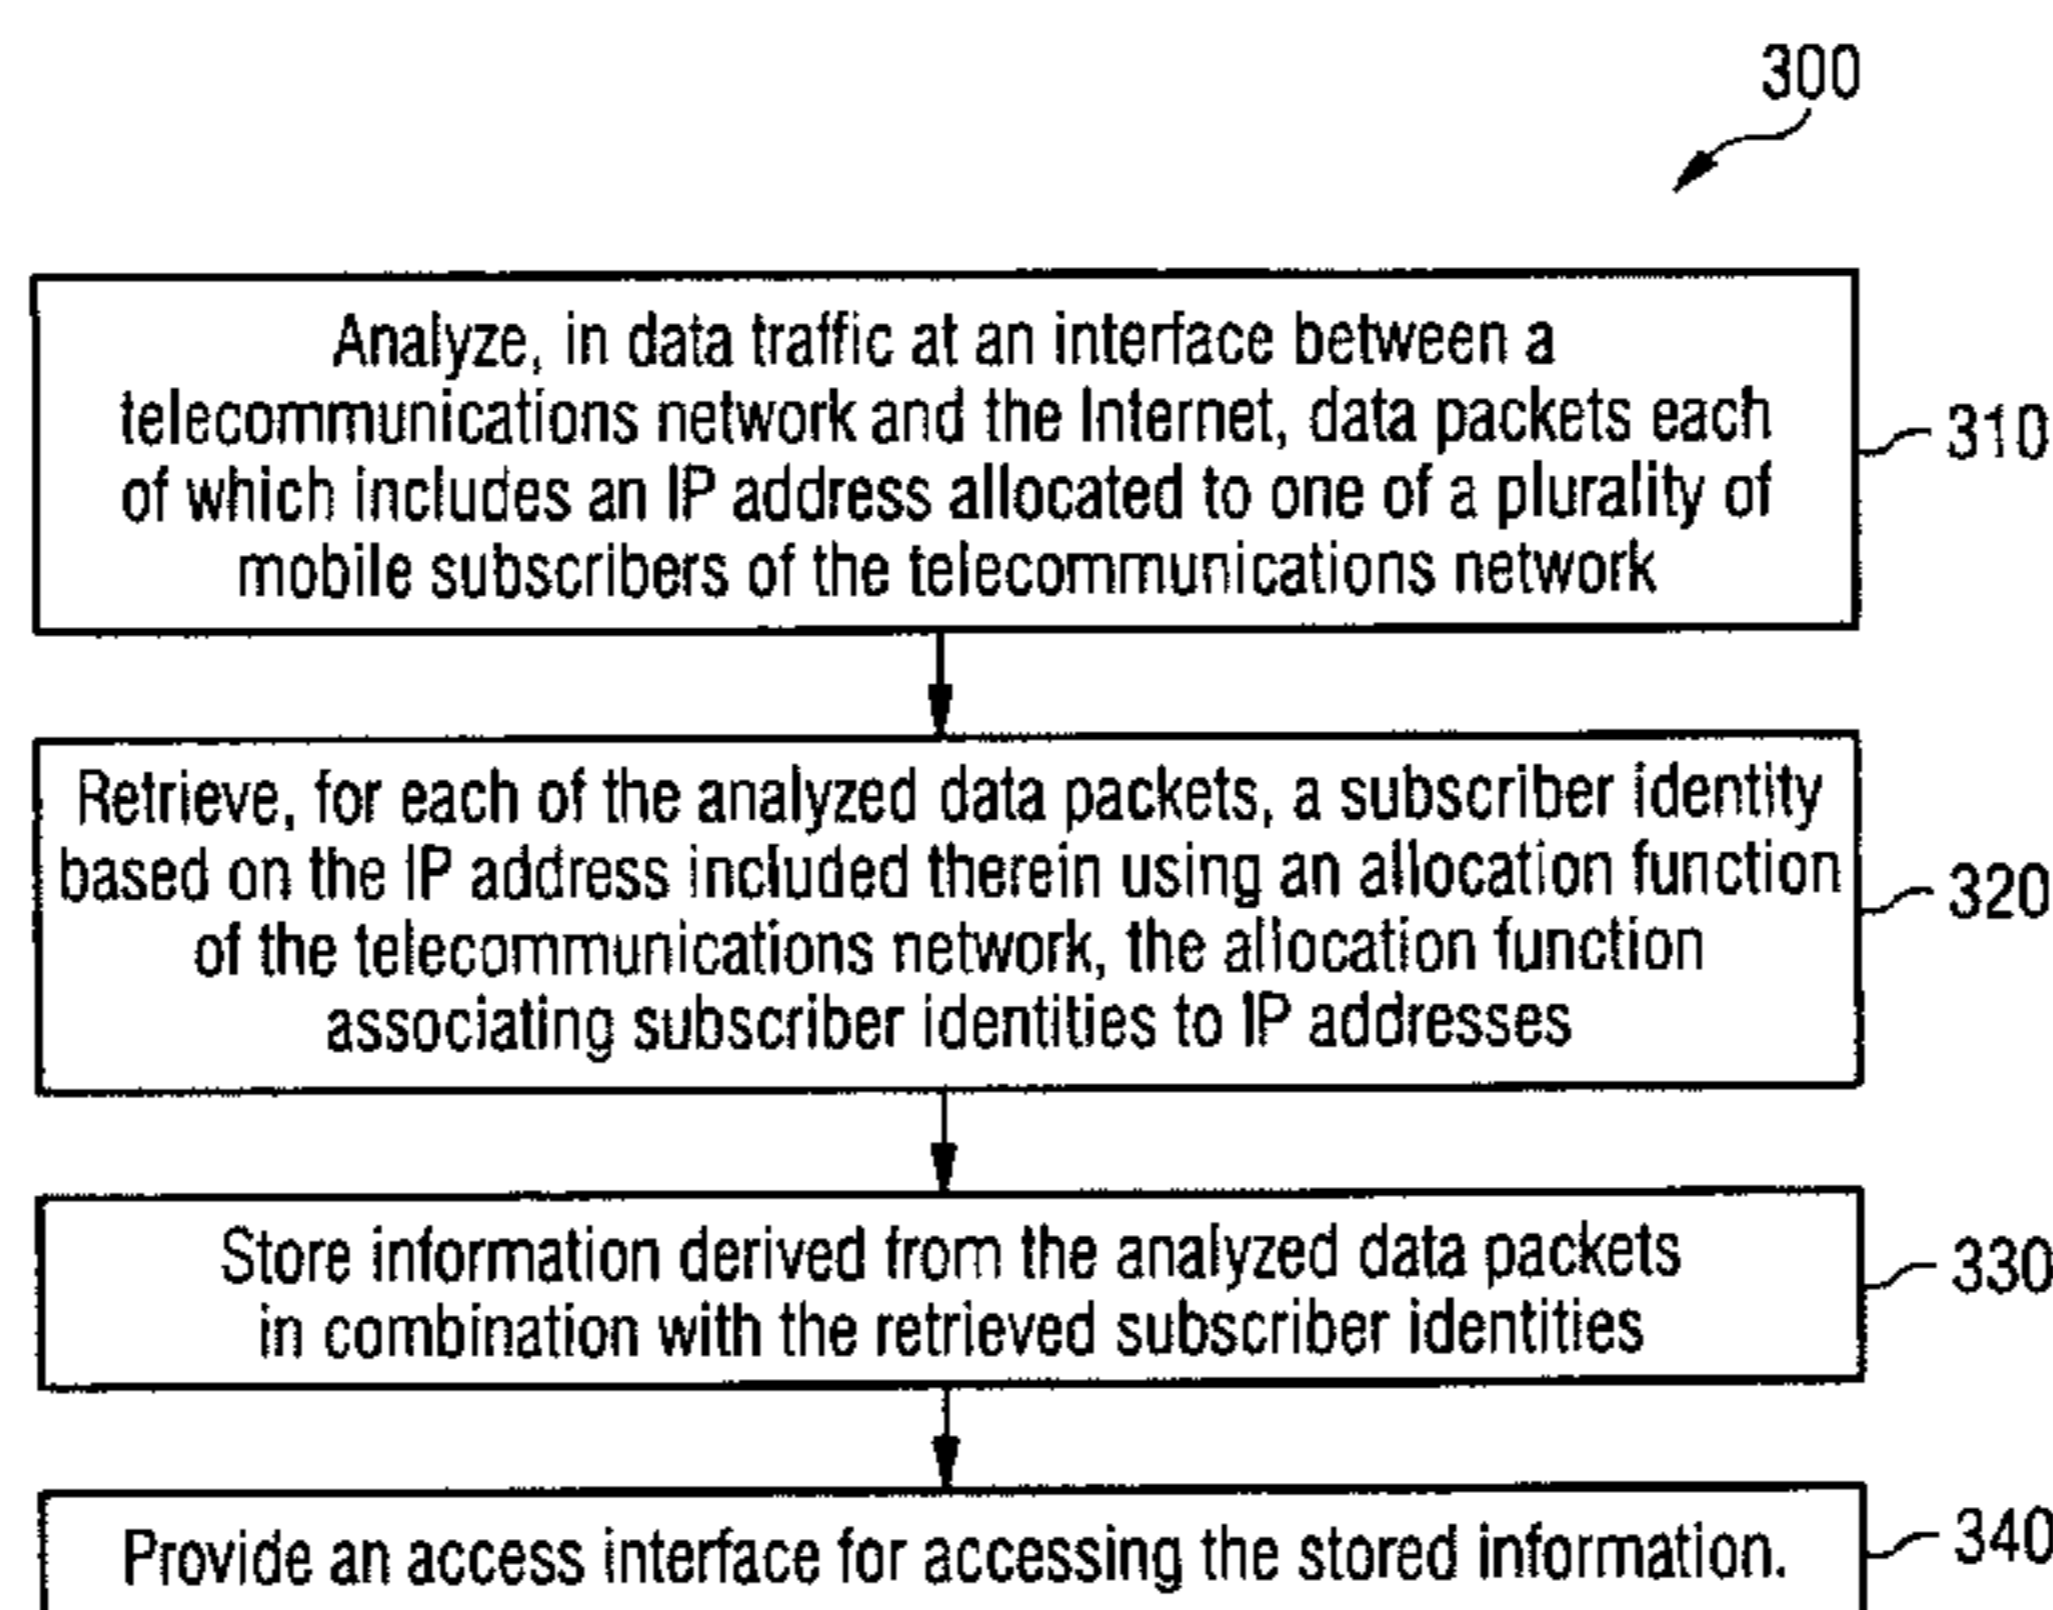 300
Analyze, in data traffic at an interface between a
telecommunications network and the Internet, data packets each
of which includes an IP address allocated to one of a plurality of
mobile subscribers of the telecommunications network
310
Retrieve, for each of the analyzed data packets, a subscriber identity
based on the IP address included therein using an allocation function
of the telecommunications network, the allocation function
associating subscriber identities to IP addresses
320
Store information derived from the analyzed data packets
in combination with the retrieved subscriber identities
330
Provide an access interface for accessing the stored information.
340